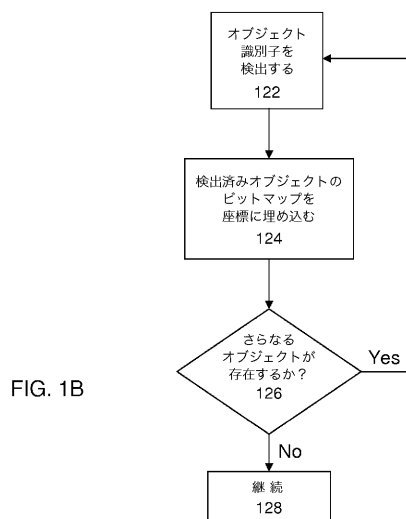 オブジェクト
識別子を
検出する
122
検出済みオブジェクトの
ビットマップを
座標に埋め込む
124
さらなる
オブジェクトが
存在するか？
126
Yes
FIG. 1B
No
継続
128